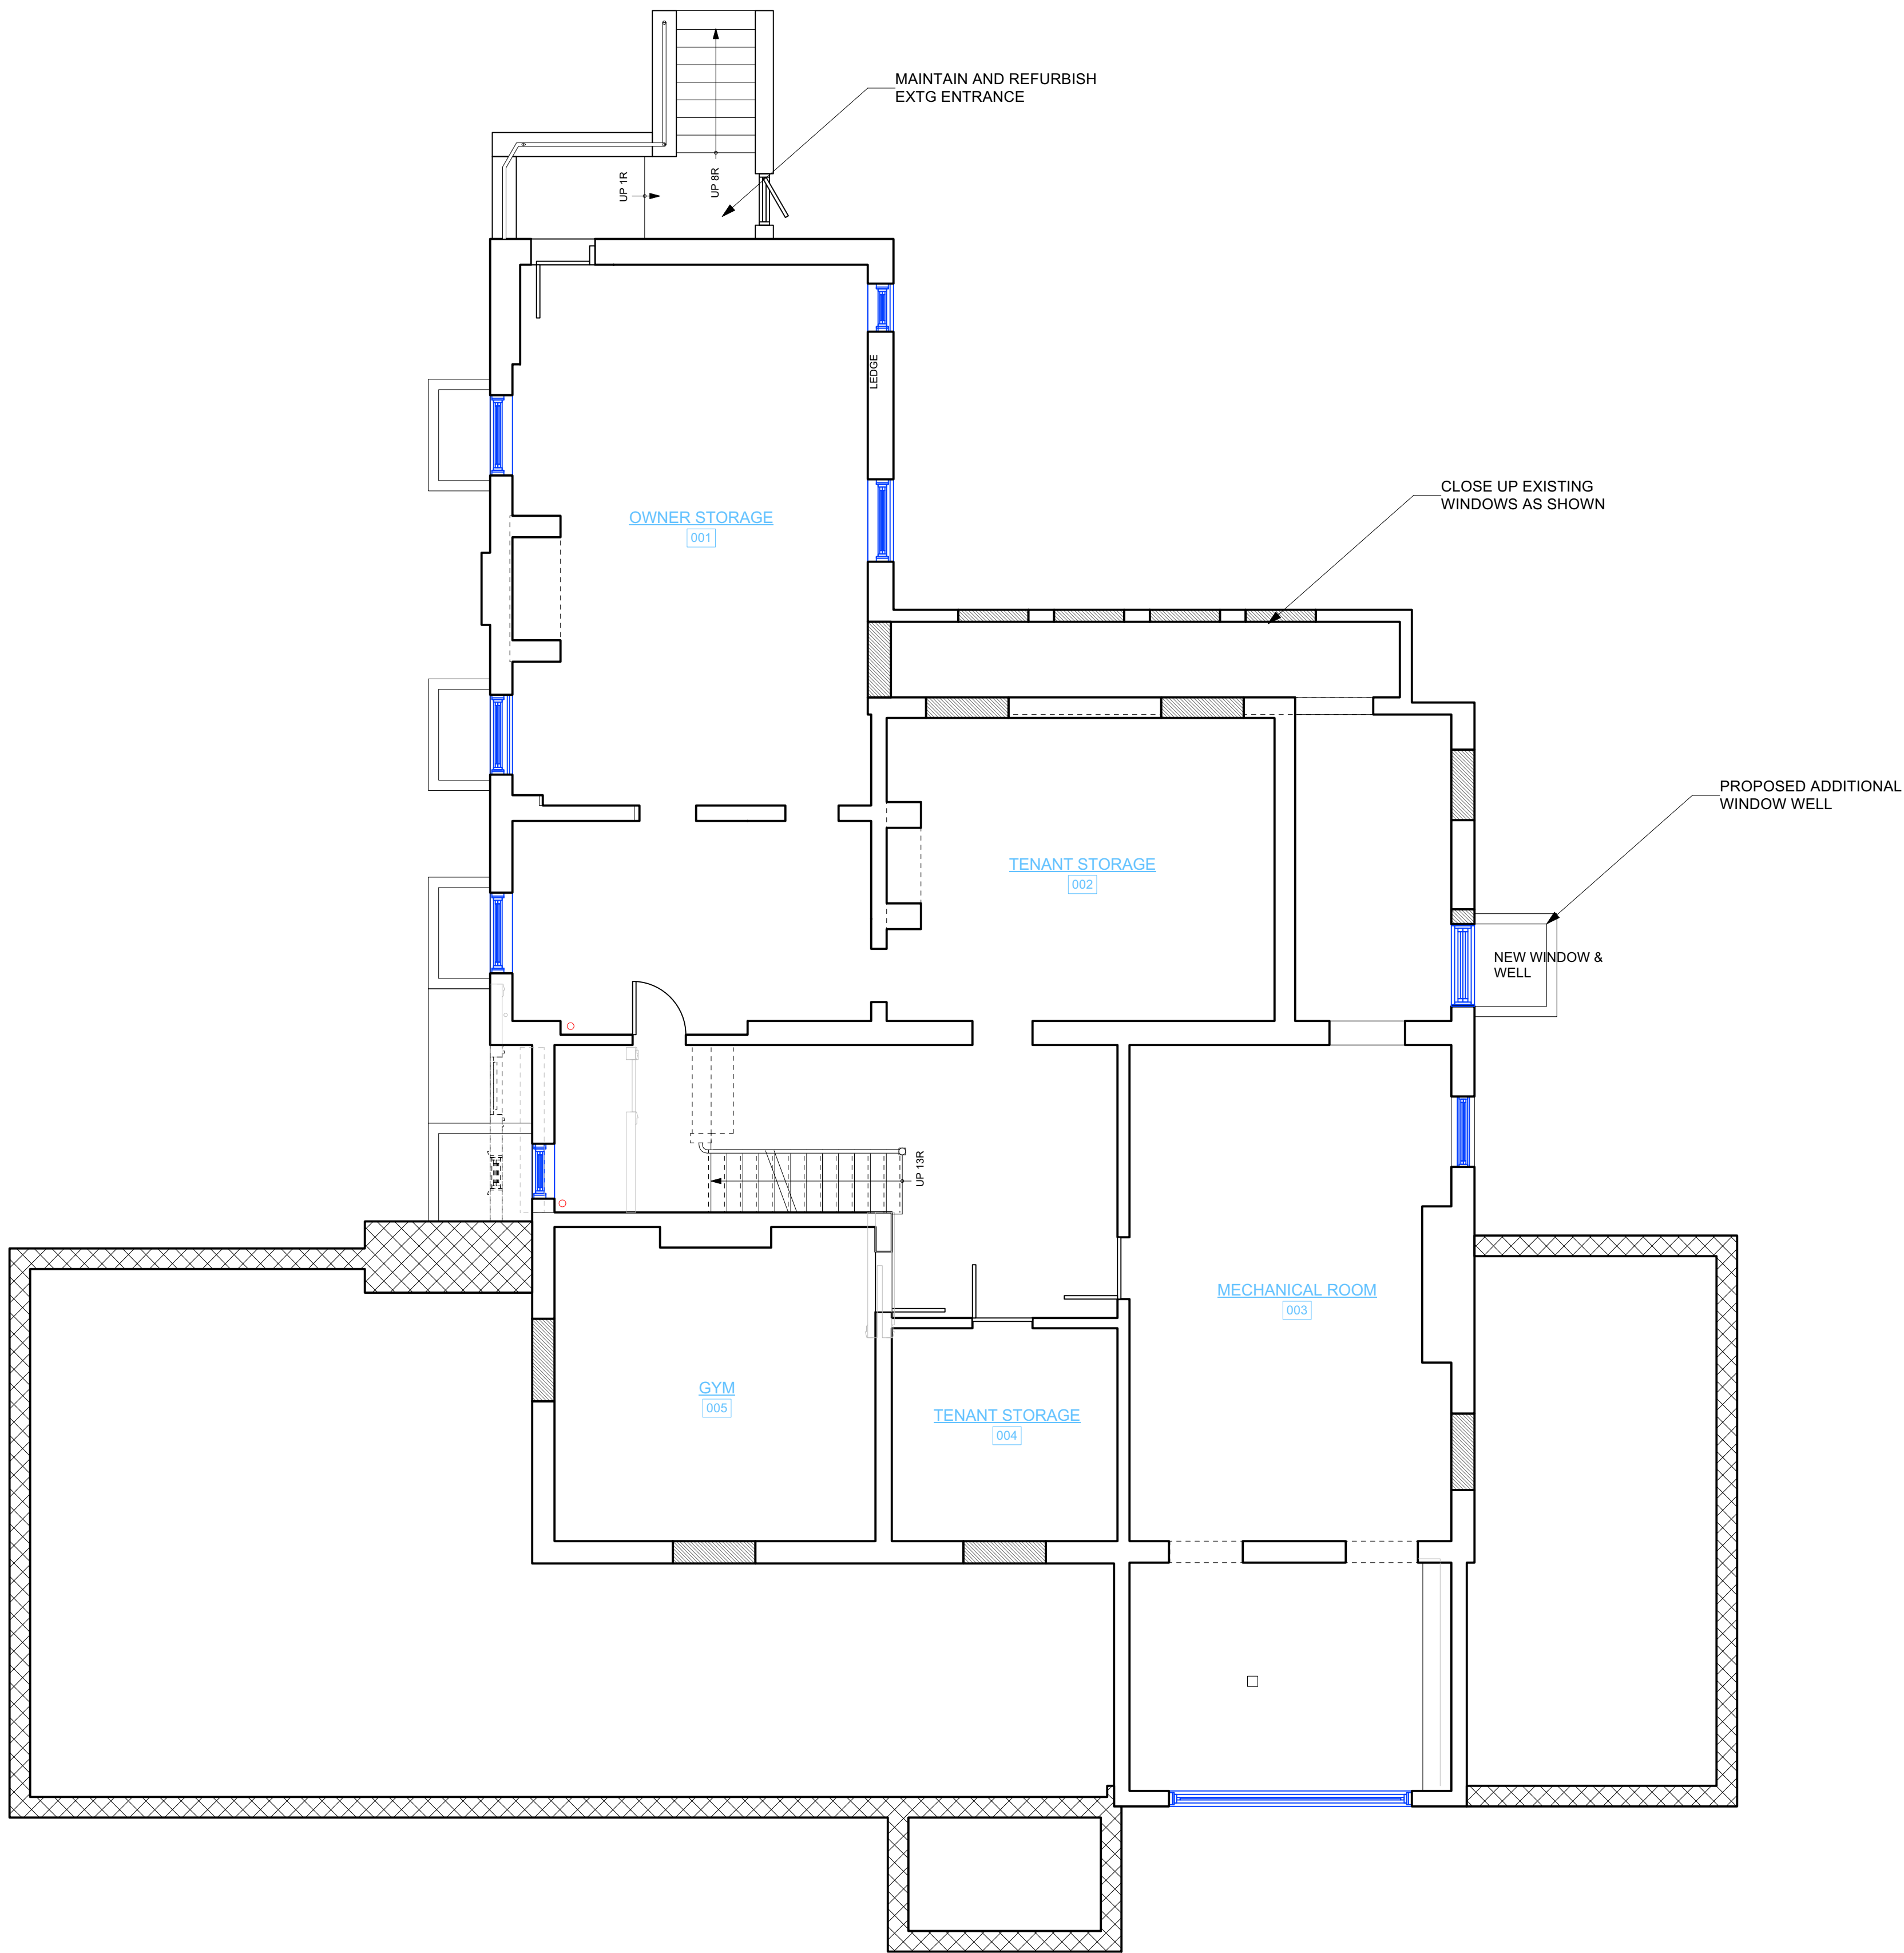 MAINTAIN AND REFURBISH
EXTG ENTRANCE
UP 1R
UP 8R
LEDGE
CLOSE UP EXISTING
WINDOWS AS SHOWN
OWNER STORAGE
001
PROPOSED ADDITIONAL
WINDOW WELL
TENANT STORAGE
002
NEW WINDOW &
WELL
UP 13R
MECHANICAL ROOM
003
GYM
005
TENANT STORAGE
004